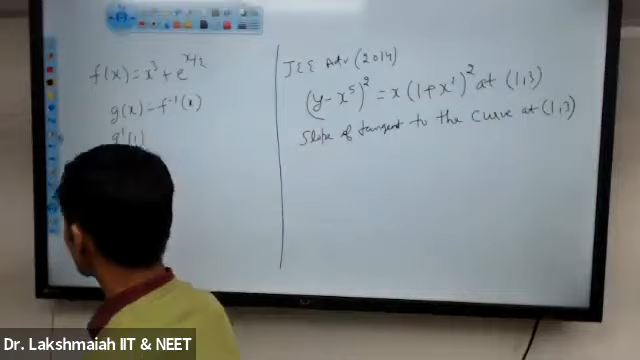 f(x) = x³ + e^(x/2)
g(x) = f⁻¹(x)
g'(1)
JEE Adv (2014)
(y - x⁵)² = x(1+x²)² at (1,3)
Slope of tangent to the curve at (1,3)
Dr. Lakshmaiah IIT & NEET